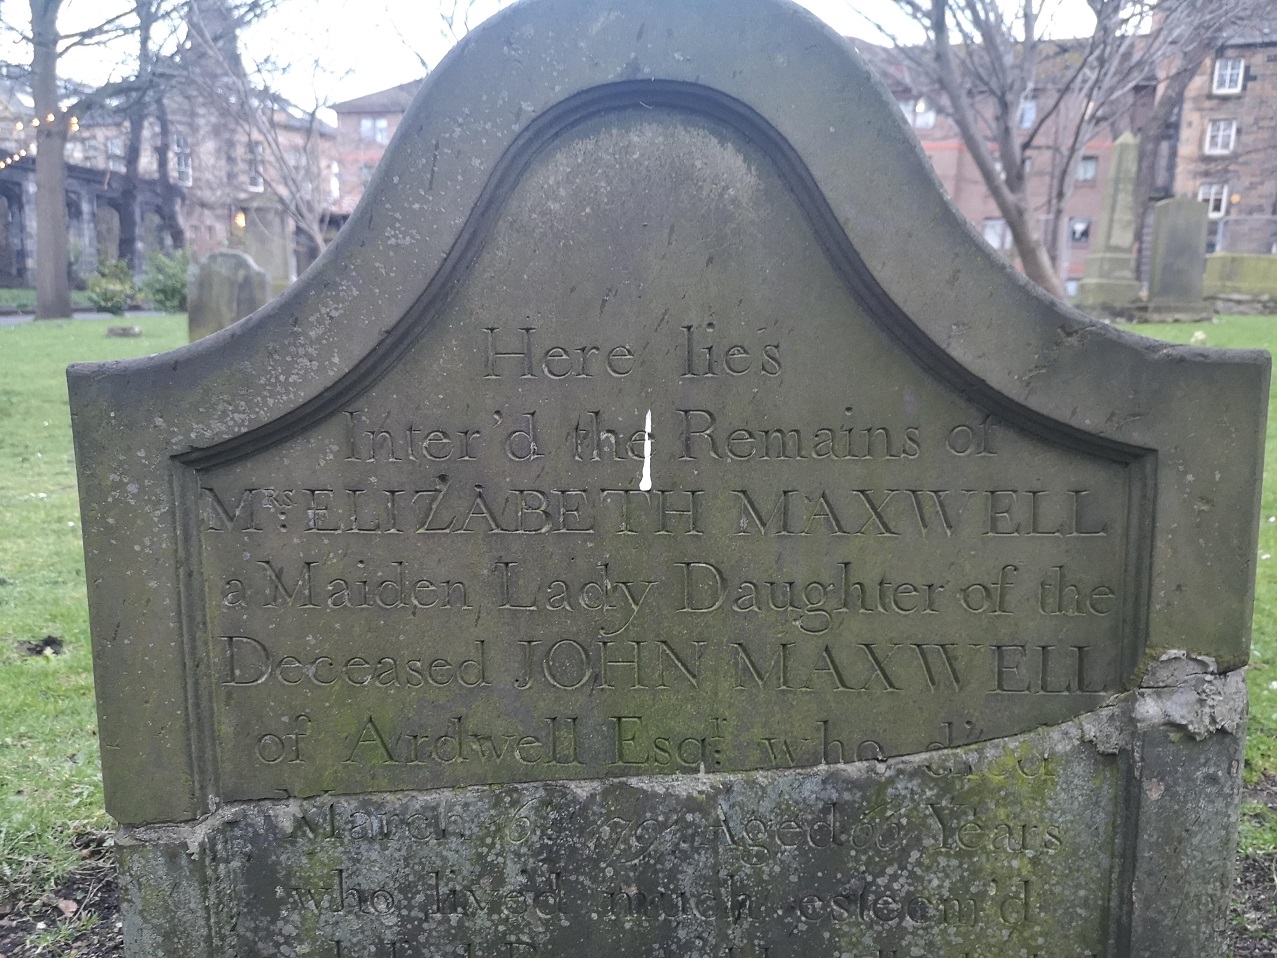 Here lies
Inter'd the Remains of
Mrs. ELIZABETH MAXWELL
a Maiden Lady Daughter of the
Deceased JOHN MAXWELL
of Ardwell Esqr. who died
March Aged Years
who lived much esteem'd